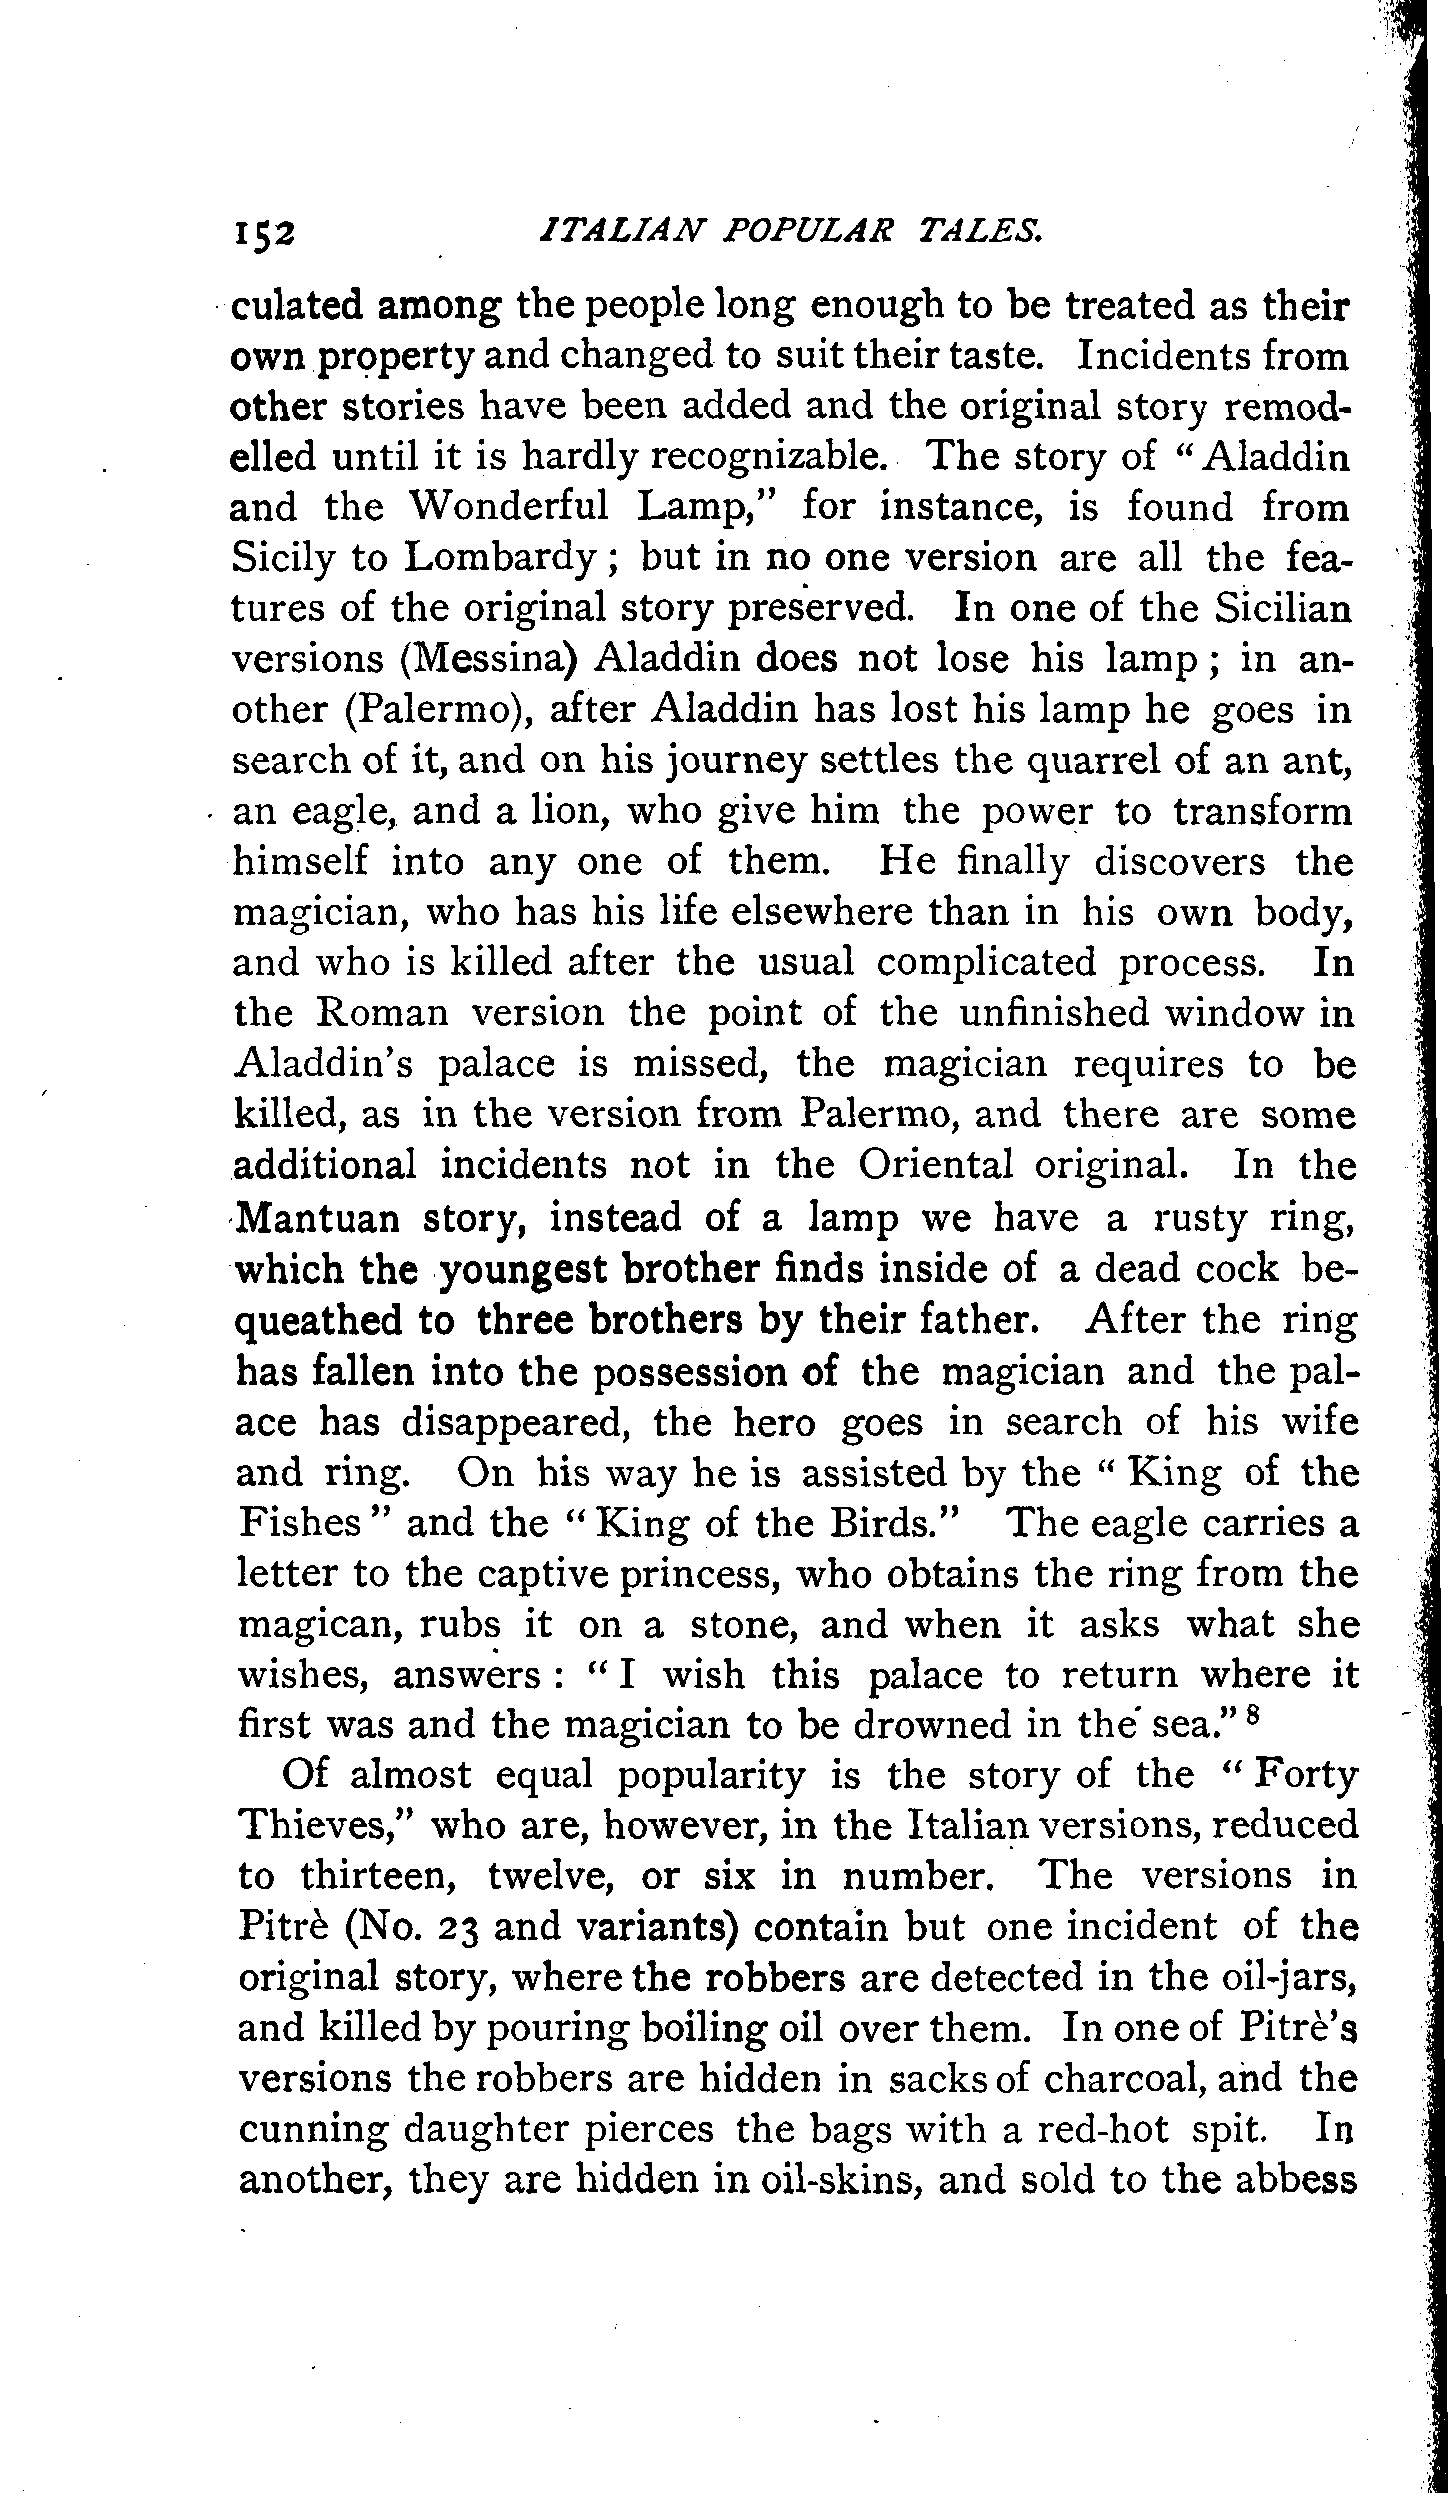 152 ITALIAN POPULAR TALES.
culated among the people long enough to be treated as their
own property and changed to suit their taste. Incidents from
other stories have been added and the original story remod-
elled until it is hardly recognizable. The story of “ Aladdin
and the Wonderful Lamp,” for instance, is found from
Sicily to Lombardy ; but in no one version are all the fea-
tures of the original story preserved. In one of the Sicilian
versions (Messina) Aladdin does not lose his lamp ; in an-
other (Palermo), after Aladdin has lost his lamp he goes in
search of it, and on his journey settles the quarrel of an ant,
an eagle, and a lion, who give him the power to transform
himself into any one of them. He finally discovers the
magician, who has his life elsewhere than in his own body,
and who is killed after the usual complicated process. In
the Roman version the point of the unfinished window in
Aladdin’s palace is missed, the magician requires to be
killed, as in the version from Palermo, and there are some
additional incidents not in the Oriental original. In the
Mantuan story, instead of a lamp we have a rusty ring,
which the youngest brother finds inside of a dead cock be-
queathed to three brothers by their father. After the ring
has fallen into the possession of the magician and the pal-
ace has disappeared, the hero goes in search of his wife
and ring. On his way he is assisted by the “ King of the
Fishes ” and the “ King of the Birds.” The eagle carries a
letter to the captive princess, who obtains the ring from the
magican, rubs it on a stone, and when it asks what she
wishes, answers : “ I wish this palace to return where it
first was and the magician to be drowned in the sea.” 8
Of almost equal popularity is the story of the “ Forty
Thieves,” who are, however, in the Italian versions, reduced
to thirteen, twelve, or six in number. The versions in
Pitrè (No. 23 and variants) contain but one incident of the
original story, where the robbers are detected in the oil-jars,
and killed by pouring boiling oil over them. In one of Pitrè’s
versions the robbers are hidden in sacks of charcoal, and the
cunning daughter pierces the bags with a red-hot spit. In
another, they are hidden in oil-skins, and sold to the abbess